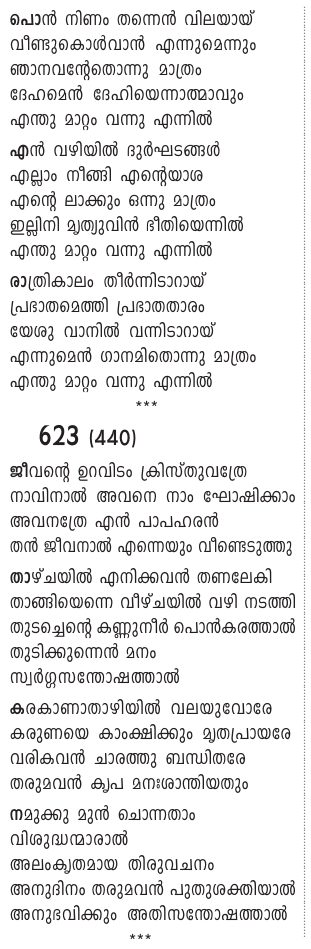 പൊൻ നിണം തന്നെൻ വിലയായ്
വീണ്ടുകൊൾവാൻ എന്നുമെന്നും
ഞാനവന്റേതൊന്നു മാത്രം
ദേഹമെൻ ദേഹിയെന്നാത്മാവും
എന്തു മാറ്റം വന്നു എന്നിൽ
എൻ വഴിയിൽ ദുർഘടങ്ങൾ
എല്ലാം നീങ്ങി എന്റെയാശ
എന്റെ ലാക്കും ഒന്നു മാത്രം
ഇല്ലിനി മൃത്യുവിൻ ഭീതിയെന്നിൽ
എന്തു മാറ്റം വന്നു എന്നിൽ
രാത്രികാലം തീർന്നിടാറായ്
പ്രഭാതമെത്തി പ്രഭാതതാരം
യേശു വാനിൽ വന്നിടാറായ്
എന്നുമെൻ ഗാനമിതൊന്നു മാത്രം
എന്തു മാറ്റം വന്നു എന്നിൽ
***
623 (440)
ജീവന്റെ ഉറവിടം ക്രിസ്തുവത്രേ
നാവിനാൽ അവനെ നാം ഘോഷിക്കാം
അവനത്രേ എൻ പാപഹരൻ
തൻ ജീവനാൽ എന്നെയും വീണ്ടെടുത്തു
താഴ്ചയിൽ എനിക്കവൻ തണലേകി
താങ്ങിയെന്നെ വീഴ്ചയിൽ വഴി നടത്തി
തുടച്ചെന്റെ കണ്ണുനീർ പൊൻകരത്താൽ
തുടിക്കുന്നെൻ മനം
സ്വർഗ്ഗസന്തോഷത്താൽ
കരകാണാതാഴിയിൽ വലയുവോരേ
കരുണയെ കാംക്ഷിക്കും മൃതപ്രായരേ
വരികവൻ ചാരത്തു ബന്ധിതരേ
തരുമവൻ കൃപ മനഃശാന്തിയതും
നമുക്കു മുൻ ചൊന്നതാം
വിശുദ്ധന്മാരാൽ
അലംകൃതമായ തിരുവചനം
അനുദിനം തരുമവൻ പുതുശക്തിയാൽ
അനുഭവിക്കും അതിസന്തോഷത്താൽ
***